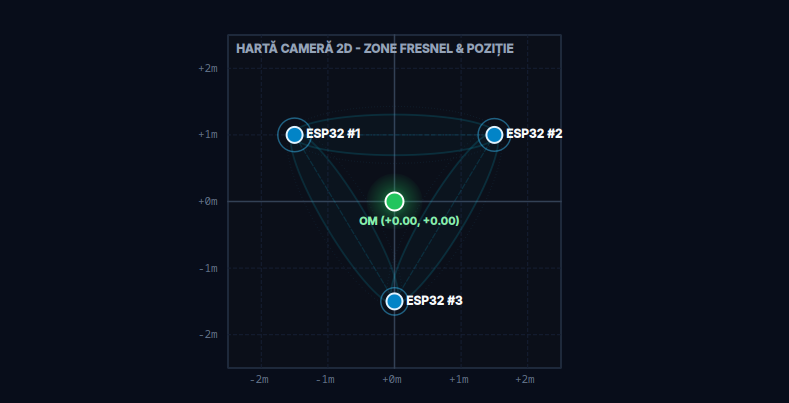 HARTĂ CAMERĂ 2D - ZONE FRESNEL & POZIȚIE
+2m
+1m
ESP32 #1
ESP32 #2
+0m
OM (+0.00, +0.00)
-1m
ESP32 #3
-2m
-2m -1m +0m +1m +2m